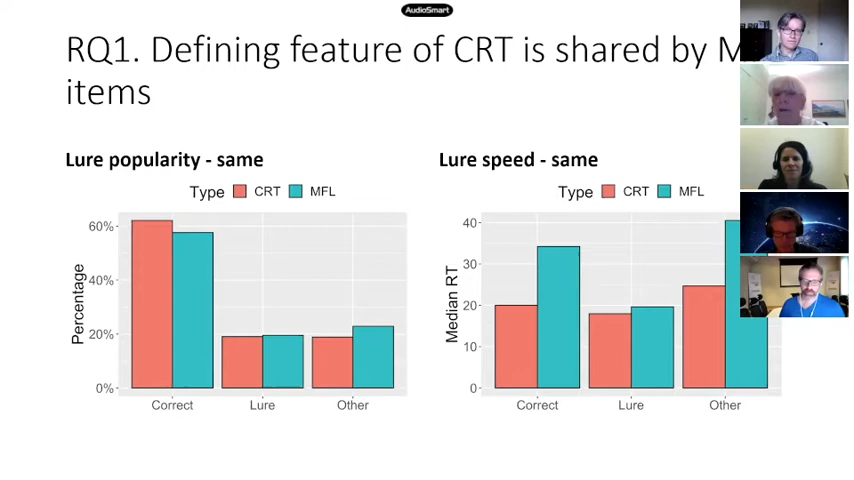 AudioSmart
RQ1. Defining feature of CRT is shared by
items
Lure popularity - same
Lure speed - same
Type CRT MFL
Type CRT MFL
60%
40%
20%
0%
Percentage
Correct Lure Other
40
30
20
10
0
Median RT
Correct Lure Other